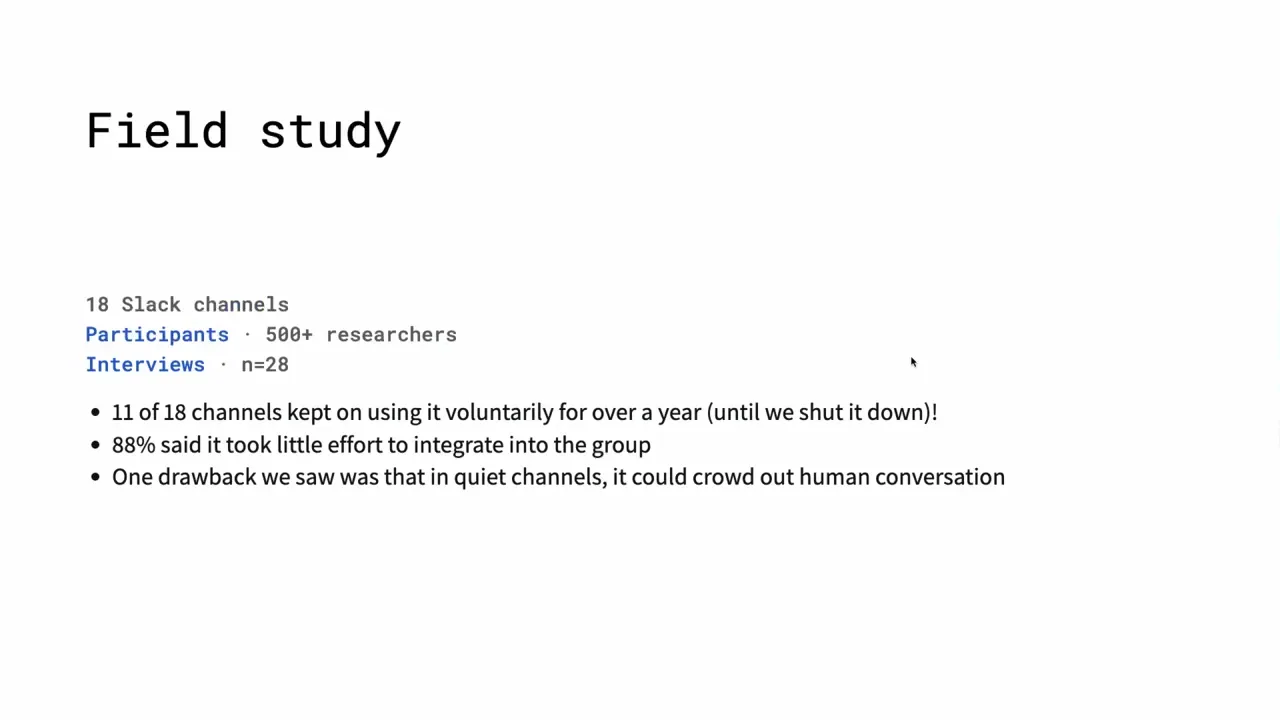 Field study
18 Slack channels
Participants · 500+ researchers
Interviews · n=28
• 11 of 18 channels kept on using it voluntarily for over a year (until we shut it down)!
• 88% said it took little effort to integrate into the group
• One drawback we saw was that in quiet channels, it could crowd out human conversation